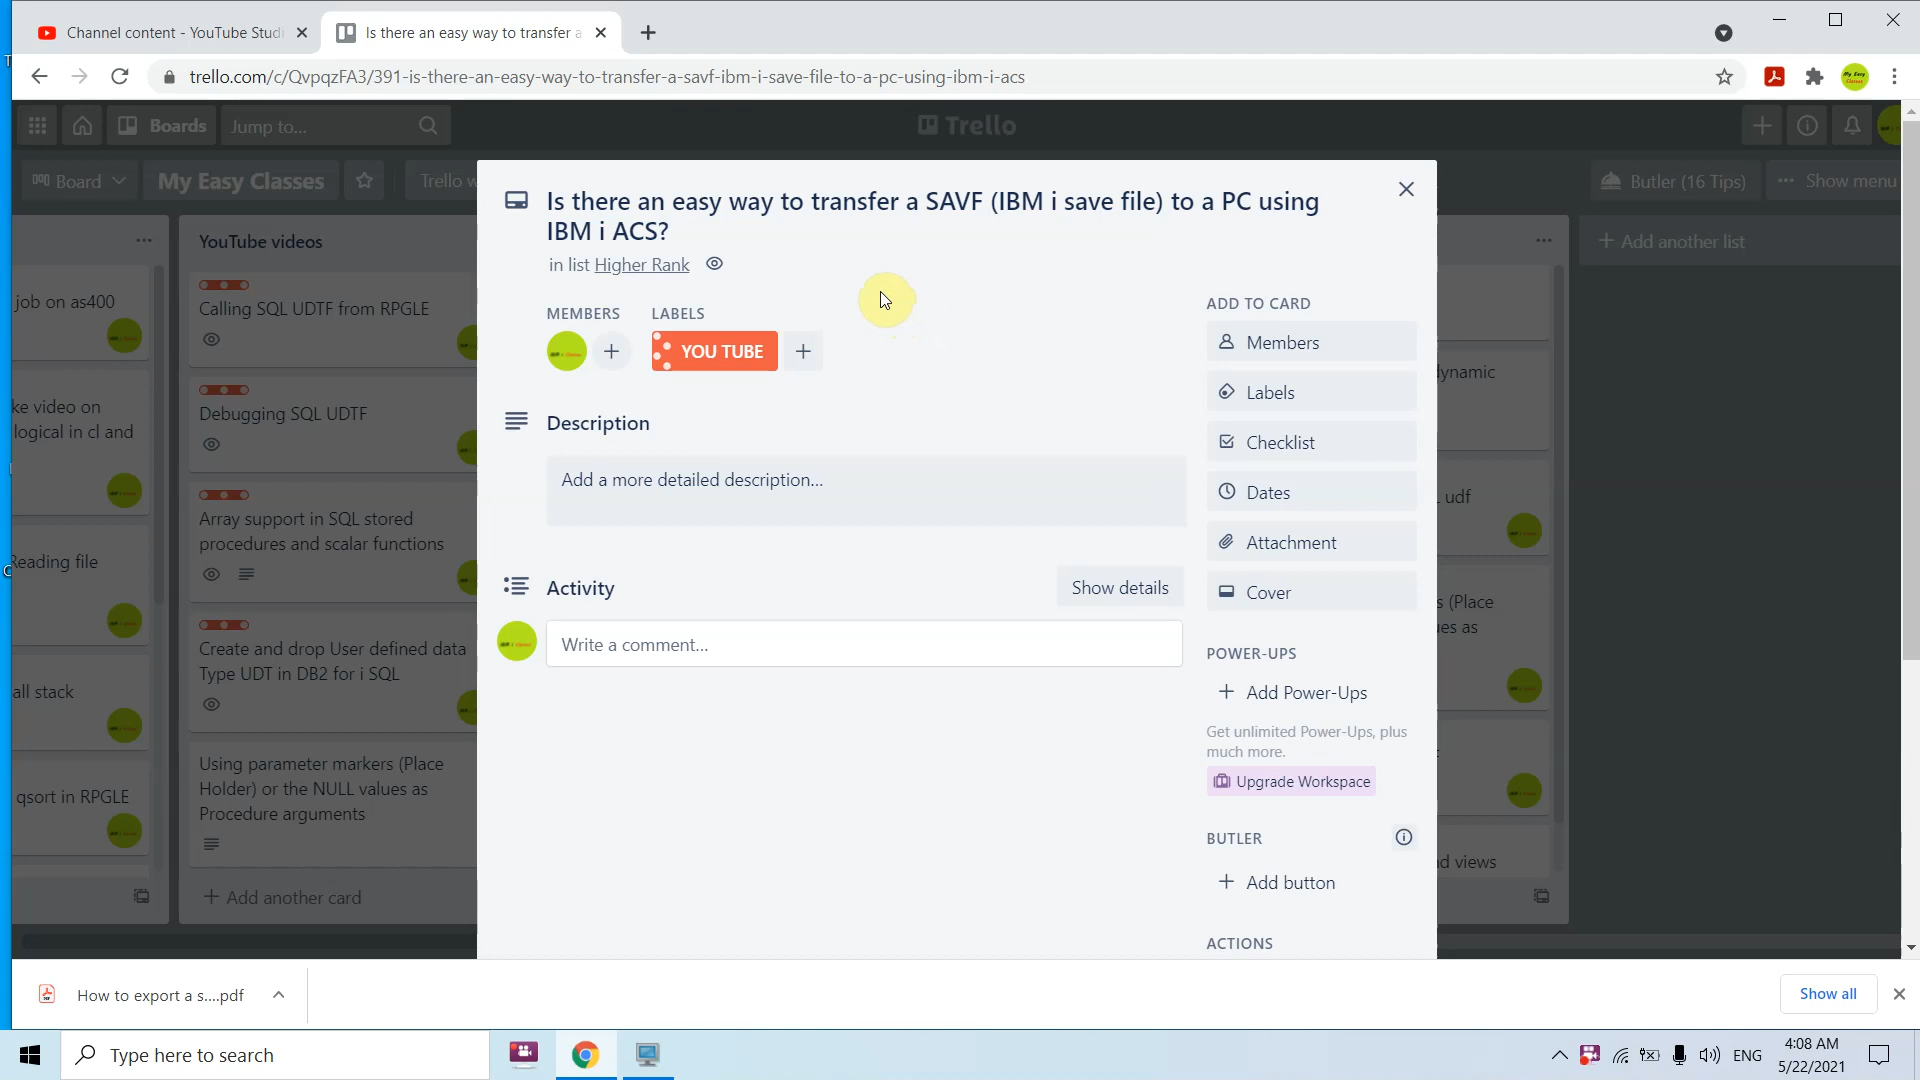 Channel content - YouTube Studi
Is there an easy way to transfer a
trello.com/c/QvpqzFA3/391-is-there-an-easy-way-to-transfer-a-savf-ibm-i-save-file-to-a-pc-using-ibm-i-acs
Boards
Jump to...
Trello
Board
My Easy Classes
Trello w
Butler (16 Tips)
Show menu
job on as400
ke video on
logical in cl and
Reading file
all stack
qsort in RPGLE
YouTube videos
Calling SQL UDTF from RPGLE
Debugging SQL UDTF
Array support in SQL stored
procedures and scalar functions
Create and drop User defined data
Type UDT in DB2 for i SQL
Using parameter markers (Place
Holder) or the NULL values as
Procedure arguments
+ Add another card
Is there an easy way to transfer a SAVF (IBM i save file) to a PC using
IBM i ACS?
in list Higher Rank
MEMBERS
LABELS
YOU TUBE
Description
Add a more detailed description...
Activity
Show details
Write a comment...
ADD TO CARD
Members
Labels
Checklist
Dates
Attachment
Cover
POWER-UPS
+ Add Power-Ups
Get unlimited Power-Ups, plus
much more.
Upgrade Workspace
BUTLER
+ Add button
ACTIONS
dynamic
udf
s (Place
ues as
d views
+ Add another list
How to export a s....pdf
Show all
Type here to search
ENG
4:08 AM
5/22/2021